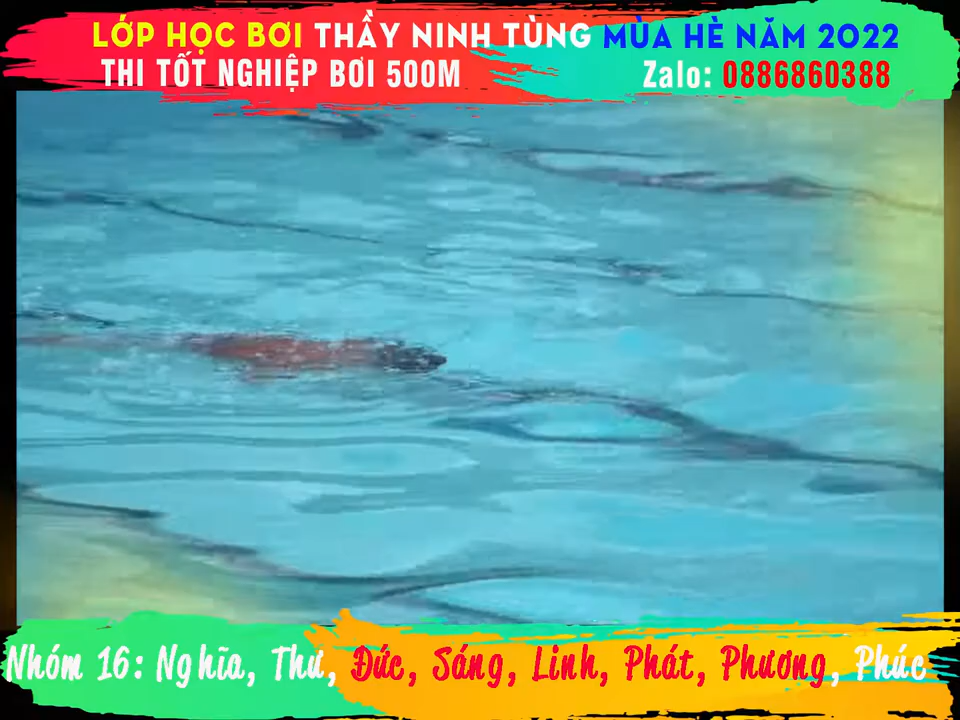 LỚP HỌC BƠI THẦY NINH TÙNG MÙA HÈ NĂM 2022
THI TỐT NGHIỆP BƠI 500M Zalo: 0886860388
Nhóm 16: Nghĩa, Thư, Đức, Sáng, Linh, Phát, Phương, Phúc